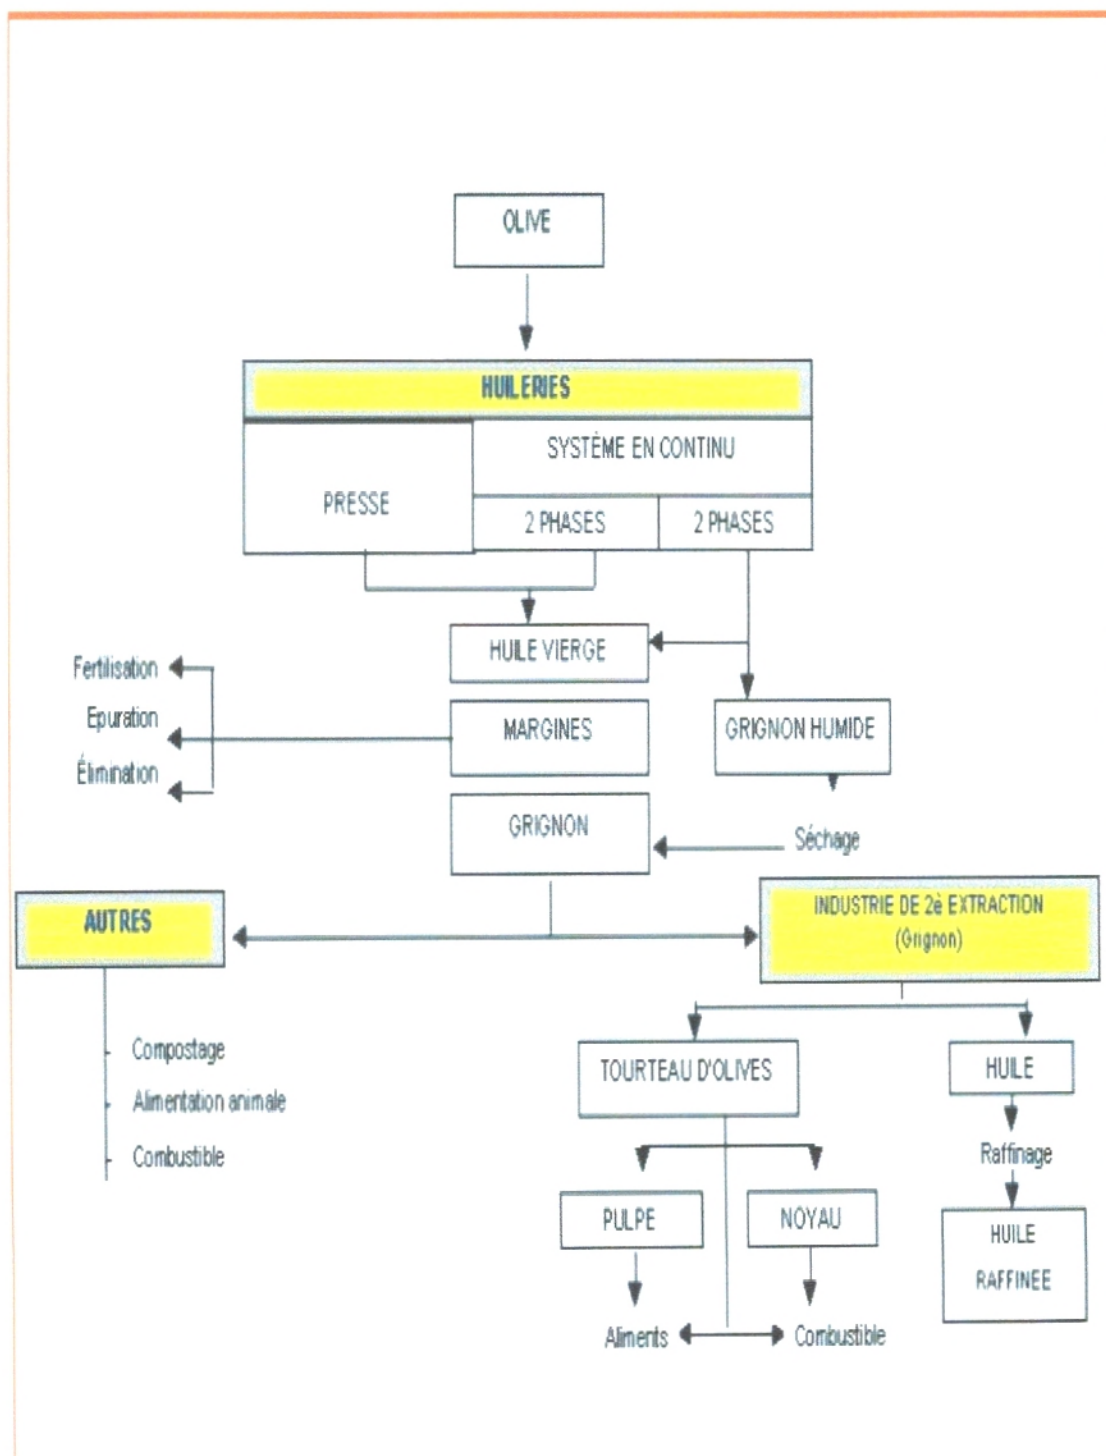 OLIVE
HUILERIES
SYSTÈME EN CONTINU
PRESSE
2 PHASES
2 PHASES
HUILE VIERGE
Fertilisation
Epuration
Élimination
MARGINES
GRIGNON HUMIDE
GRIGNON
Séchage
AUTRES
INDUSTRIE DE 2è EXTRACTION
(Grignon)
Compostage
Alimentation animale
Combustible
TOURTEAU D'OLIVES
HUILE
Raffinage
PULPE
NOYAU
HUILE
RAFFINEE
Aliments
Combustible